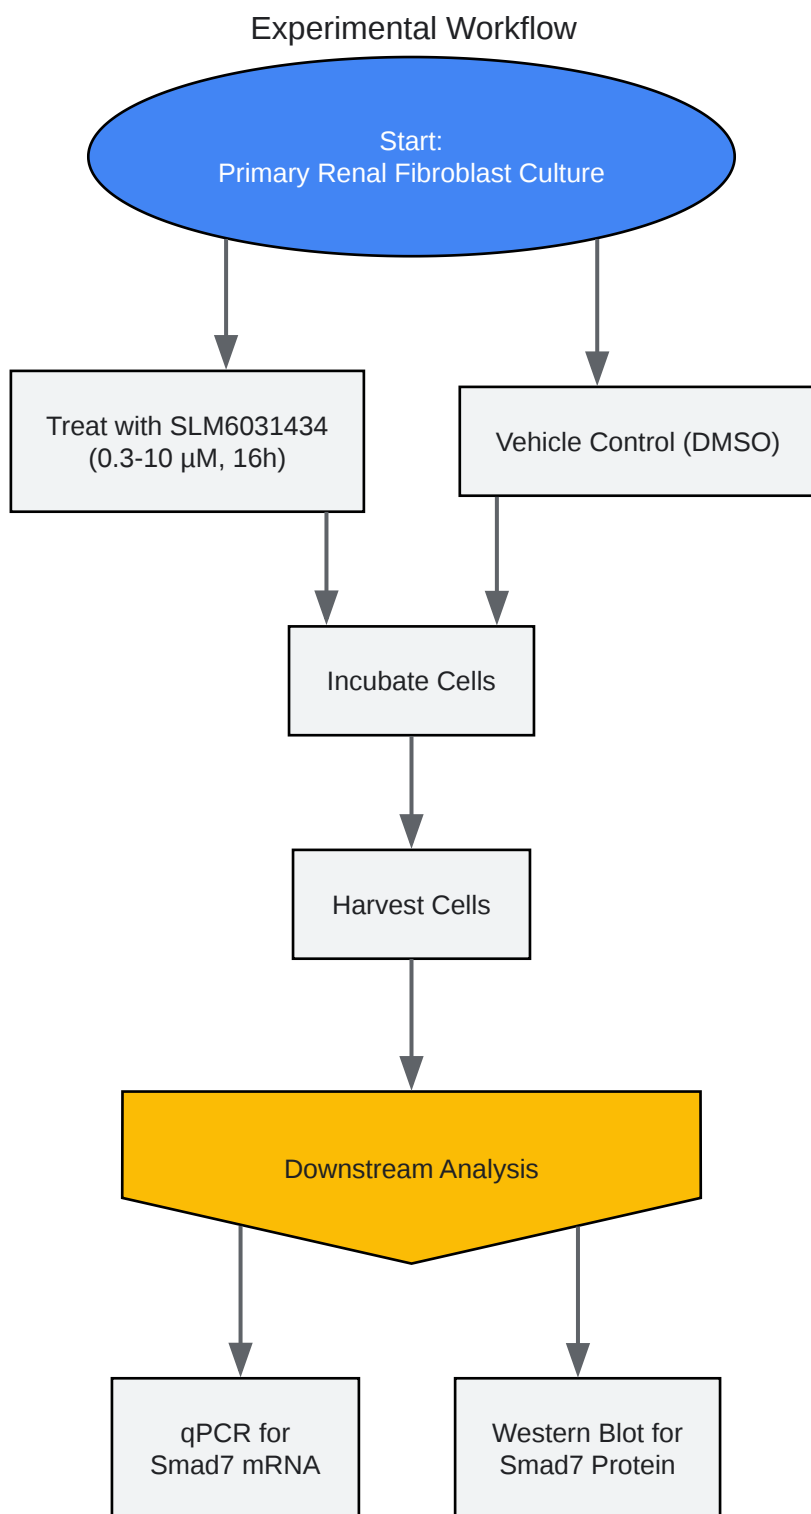 Experimental Workflow
Start:
Primary Renal Fibroblast Culture
Treat with SLM6031434
(0.3-10 µM, 16h)
Vehicle Control (DMSO)
Incubate Cells
Harvest Cells
Downstream Analysis
qPCR for
Smad7 mRNA
Western Blot for
Smad7 Protein